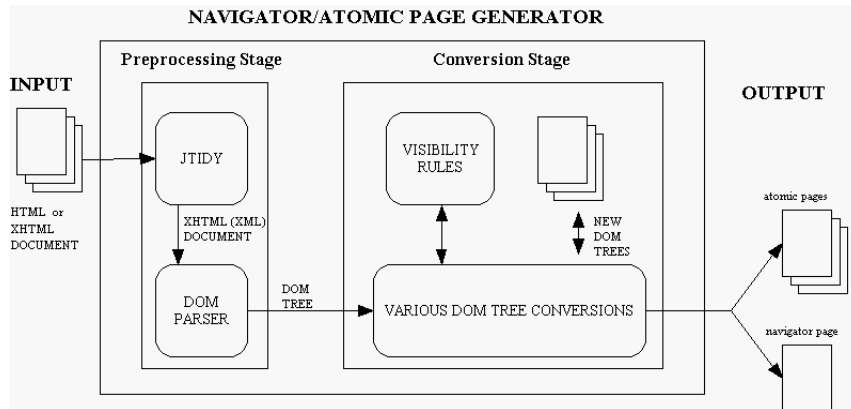 NAVIGATOR/ATOMIC PAGE GENERATOR
Preprocessing Stage
Conversion Stage
INPUT
OUTPUT
JTIDY
VISIBILITY
RULES
HTML or
XHTML
DOCUMENT
XHTML (XML)
DOCUMENT
NEW
DOM
TREES
atomic pages
DOM
PARSER
DOM
TREE
VARIOUS DOM TREE CONVERSIONS
navigator page